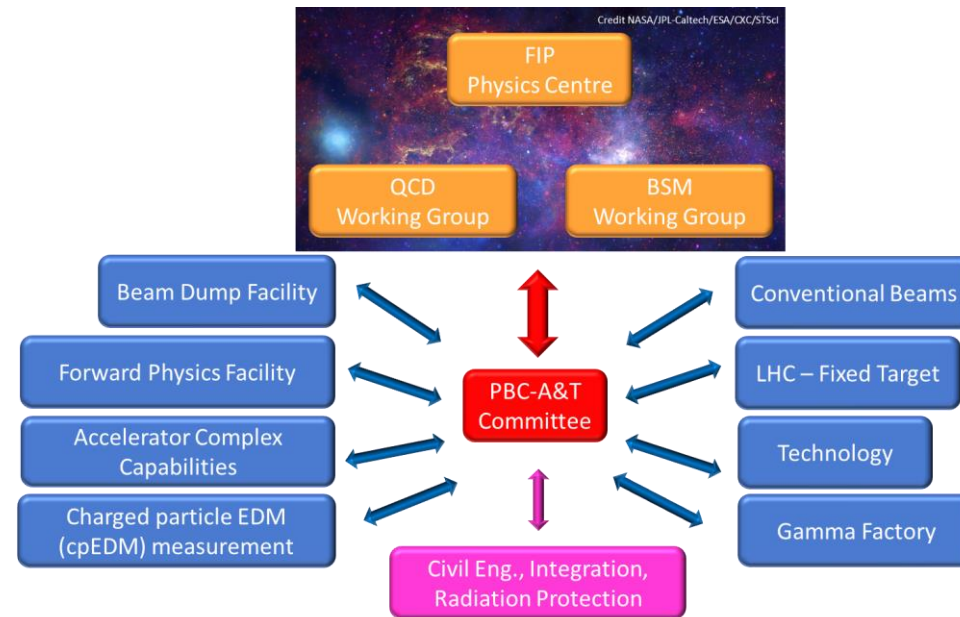 Credit NASA/JPL-Caltech/ESA/CXC/STScI
FIP
Physics Centre
QCD
Working Group
BSM
Working Group
Beam Dump Facility
Conventional Beams
Forward Physics Facility
LHC – Fixed Target
PBC-A&T
Committee
Accelerator Complex
Capabilities
Technology
Charged particle EDM
(cpEDM) measurement
Gamma Factory
Civil Eng., Integration,
Radiation Protection